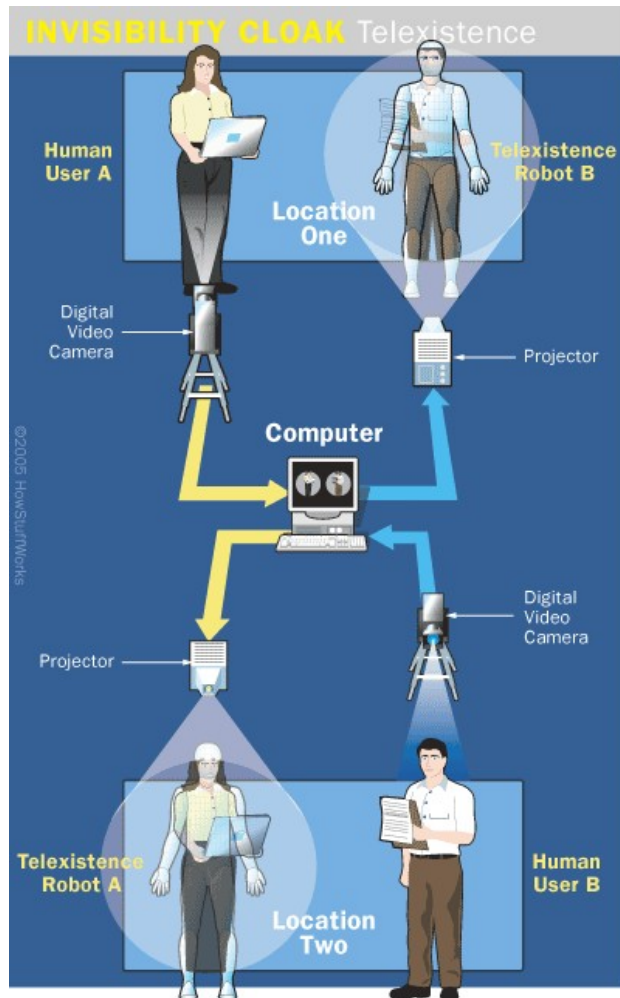 INVISIBILITY CLOAK Telexistence
Human
User A
Telexistence
Robot B
Location
One
Digital
Video
Camera
Projector
Computer
©2005 HowStuffWorks
Digital
Video
Camera
Projector
Telexistence
Robot A
Human
User B
Location
Two